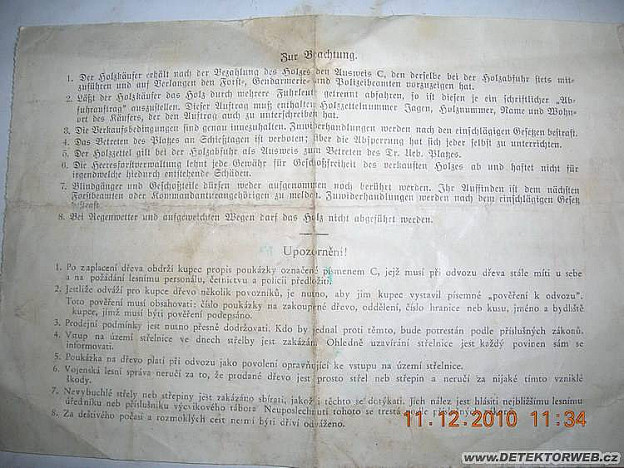 Zur Beachtung.
1. Der Holzkäufer erhält nach der Bezahlung des Holzes den Ausweis C, den derselbe bei der Holzabfuhr stets mit-
zuführen und auf Verlangen den Forst-, Gendarmerie- und Polizeibeamten vorzuzeigen hat.
2. Läßt der Holzkäufer das Holz durch mehrere Fuhrleute getrennt abfahren, so ist diesen je ein schriftlicher „Ab-
fuhrauftrag" auszustellen. Dieser Auftrag muß enthalten Holzzettelnummer Jagen, Holznummer, Name und Wohn-
ort des Käufers, der den Auftrag auch zu unterschreiben hat.
3. Die Verkaufsbedingungen sind genau innezuhalten. Zuwiderhandlungen werden nach den einschlägigen Gesetzen bestraft.
4. Das Betreten des Platzes an Schießtagen ist verboten; über die Absperrung hat sich jeder selbst zu unterrichten.
5. Der Holzzettel gilt bei der Holzabfuhr als Ausweis zum Betreten des Tr. Ueb. Platzes.
6. Die Heeresforstverwaltung lehnt jede Gewähr für Geschoßfreiheit des verkauften Holzes ab und haftet nicht für
irgendwelche hiedurch entstehende Schäden.
7. Blindgänger und Geschoßteile dürfen weder aufgenommen noch berührt werden. Ihr Auffinden ist dem nächsten
Forstbeamten oder Kommandanturangehörigen zu melden. Zuwiderhandlungen werden nach dem einschlägigen Gesetz
bestraft.
8. Bei Regenwetter und aufgeweichten Wegen darf das Holz nicht abgeführt werden.
Upozornění!
1. Po zaplacení dřeva obdrží kupec propis poukázky označené písmenem C, jejž musí při odvozu dřeva stále míti u sebe
a na požádání lesnímu personálu, četnictvu a policii předložiti.
2. Jestliže odváží pro kupce dřevo několik povozníků, je nutno, aby jim kupec vystavil písemné „pověření k odvozu".
Toto pověření musí obsahovati: číslo poukázky na zakoupené dřevo, oddělení, číslo hranice neb kusu, jméno a bydliště
kupce, jímž musí býti pověření podepsáno.
3. Prodejní podmínky jest nutno přesně dodržovati. Kdo by jednal proti těmto, bude potrestán podle příslušných zákonů.
4. Vstup na území střelnice ve dnech střelby jest zakázán. Ohledně uzavírání střelnice jest každý povinen sám se
informovati.
5. Poukázka na dřevo platí při odvozu jako povolení opravňující ke vstupu na území střelnice.
6. Vojenská lesní správa neručí za to, že prodané dřevo jest prosto střel neb střepin a neručí za nijaké tímto vzniklé
škody.
7. Nevybuchlé střely neb střepiny jest zakázáno sbírati, jakož i těchto se dotýkati. Jich nález jest hlásiti nejbližšímu lesnímu
úředníku neb příslušníku výcvikového tábora. Neuposlechnutí tohoto se trestá podle
8. Za deštivého počasí a rozmoklých cest nesmí býti dříví odváženo.
11.12.2010 11:34
www.DETEKTORWEB.cz